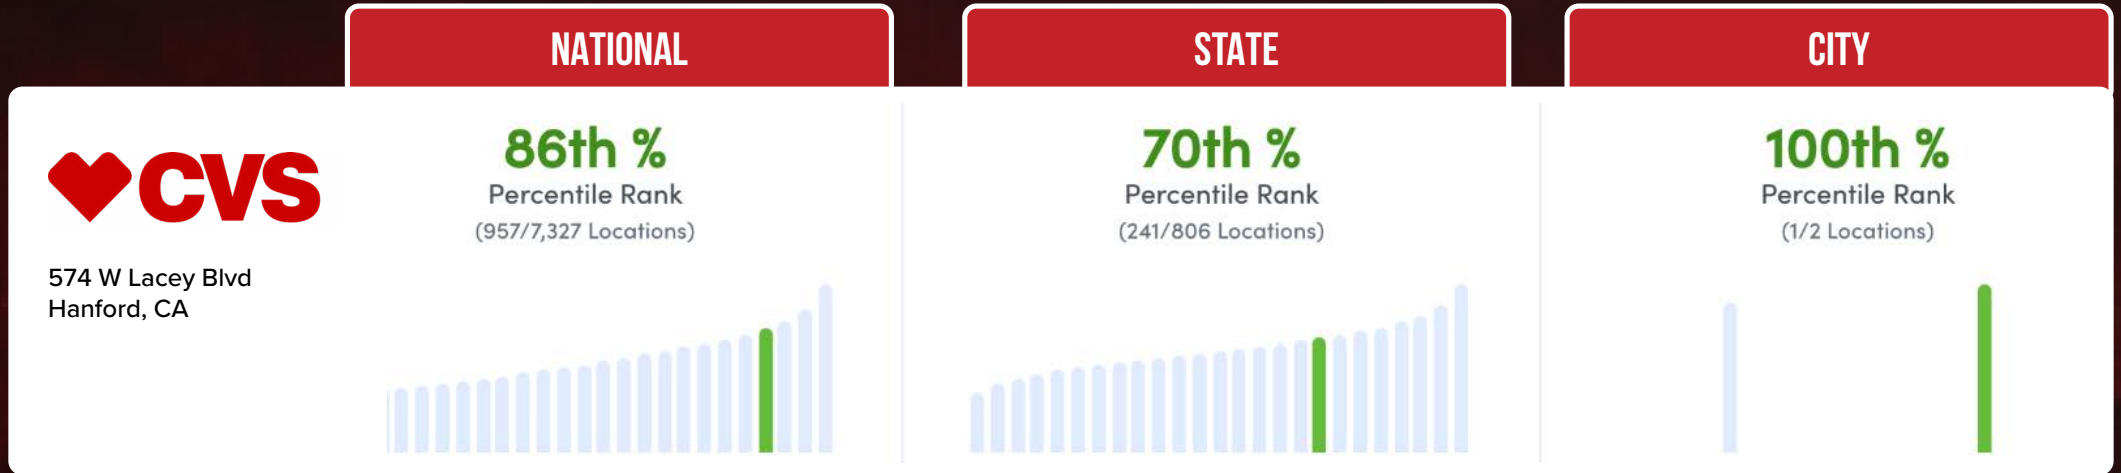 NATIONAL
STATE
CITY
CVS
574 W Lacey Blvd
Hanford, CA
86th %
Percentile Rank
(957/7,327 Locations)
70th %
Percentile Rank
(241/806 Locations)
100th %
Percentile Rank
(1/2 Locations)